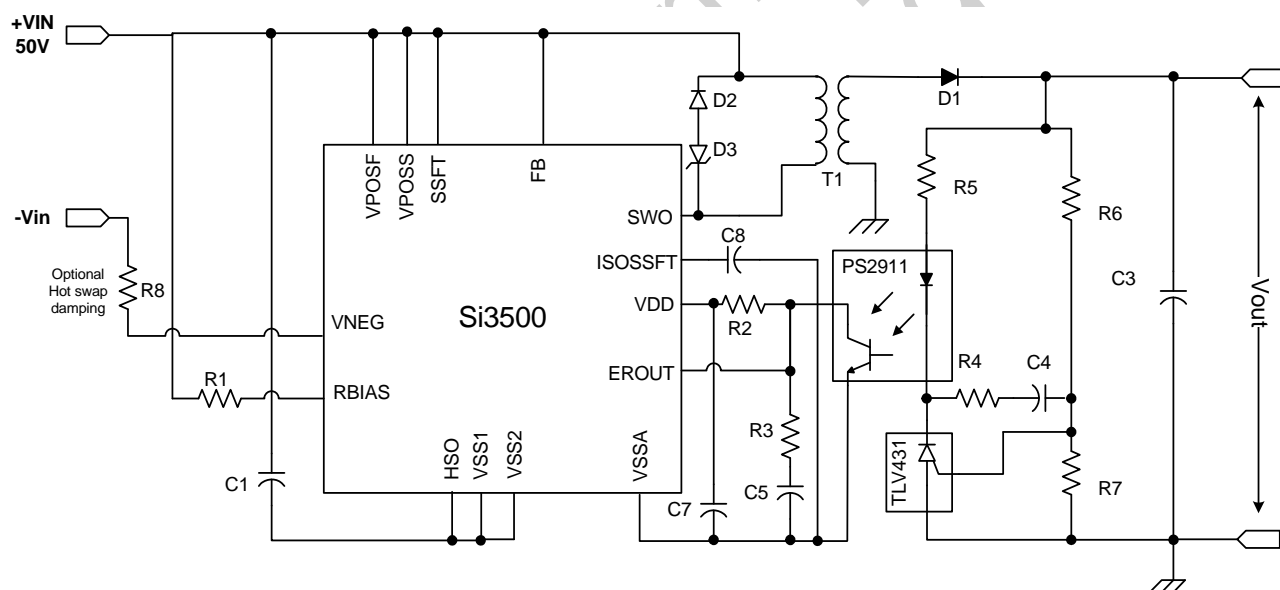 +VIN
50V
-Vin
Optional
Hot swap
damping
R8
R1
C1
VPOSF
VPOSS
SSFT
FB
SWO
ISOSSFT
VDD
EROUT
VNEG
RBIAS
Si3500
HSO
VSS1
VSS2
VSSA
D2
D3
T1
D1
C8
R2
R3
C5
C7
PS2911
R5
R6
R4
C4
TLV431
R7
C3
Vout